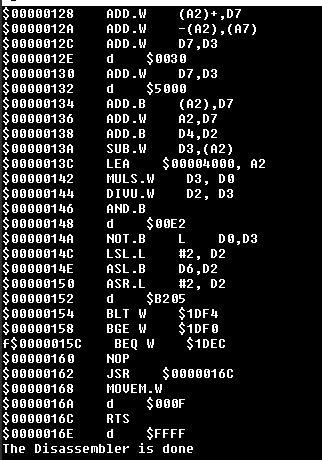 $00000128 ADD.W (A2)+,D7
$0000012A ADD.W -(A2),(A7)
$0000012C ADD.W D7,D3
$0000012E d $0030
$00000130 ADD.W D7,D3
$00000132 d $5000
$00000134 ADD.B (A2),D7
$00000136 ADD.W A2,D7
$00000138 ADD.B D4,D2
$0000013A SUB.W D3,(A2)
$0000013C LEA $00004000, A2
$00000142 MULS.W D3, D0
$00000144 DIVU.W D2, D3
$00000146 AND.B
$00000148 d $00E2
$0000014A NOT.B L D0,D3
$0000014C LSL.L #2, D2
$0000014E ASL.B D6,D2
$00000150 ASR.L #2, D2
$00000152 d $B205
$00000154 BLT W $1DF4
$00000158 BGE W $1DF0
f$0000015C BEQ W $1DEC
$00000160 NOP
$00000162 JSR $0000016C
$00000168 MOVEM.W
$0000016A d $000F
$0000016C RTS
$0000016E d $FFFF
The Disassembler is done